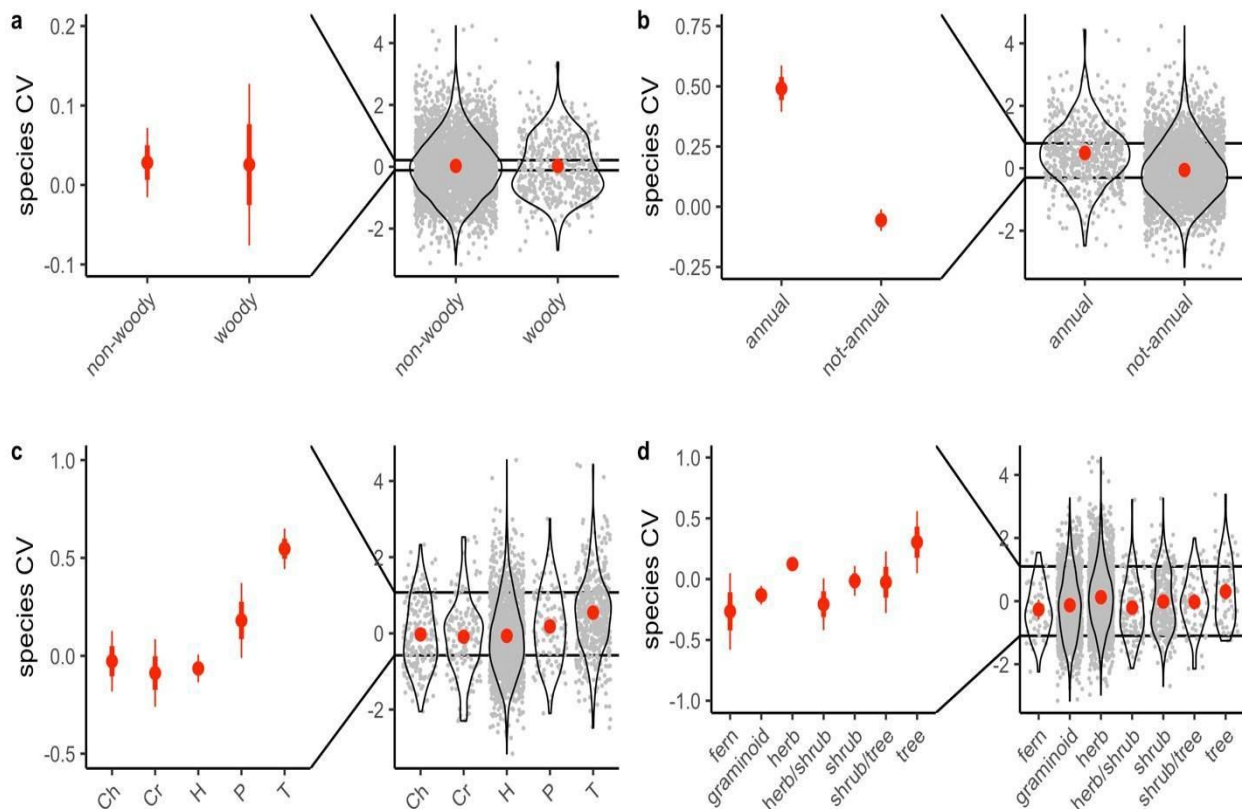 a
species CV
0.2
0.1
0.0
-0.1
non-woody
woody
4
2
0
-2
non-woody
woody
b
species CV
0.75
0.50
0.25
0.00
-0.25
annual
not-annual
4
2
0
-2
annual
not-annual
c
species CV
1.0
0.5
0.0
-0.5
Ch
Cr
H
P
T
4
2
0
-2
Ch
Cr
H
P
T
d
species CV
1.0
0.5
0.0
-0.5
-1.0
fern
graminoid
herb
herb/shrub
shrub
shrub/tree
tree
4
2
0
-2
fern
graminoid
herb
herb/shrub
shrub
shrub/tree
tree